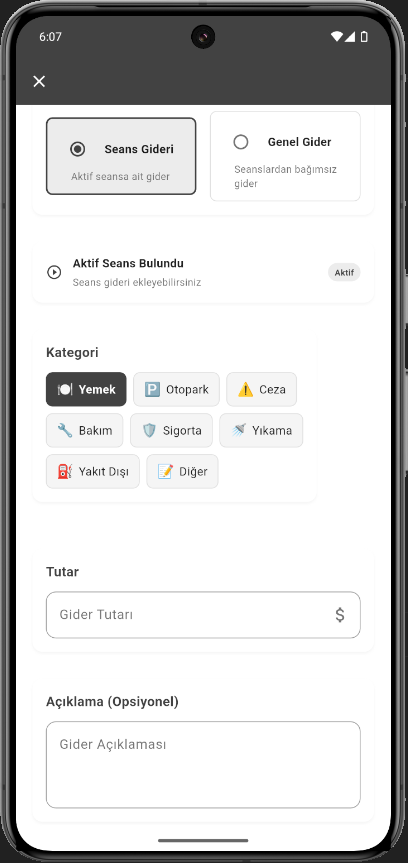 6:07
Seans Gideri
Aktif seansa ait gider
Genel Gider
Seanslardan bağımsız
gider
Aktif Seans Bulundu
Seans gideri ekleyebilirsiniz
Aktif
Kategori
Yemek
Otopark
Ceza
Bakım
Sigorta
Yıkama
Yakıt Dışı
Diğer
Tutar
Gider Tutarı
$
Açıklama (Opsiyonel)
Gider Açıklaması